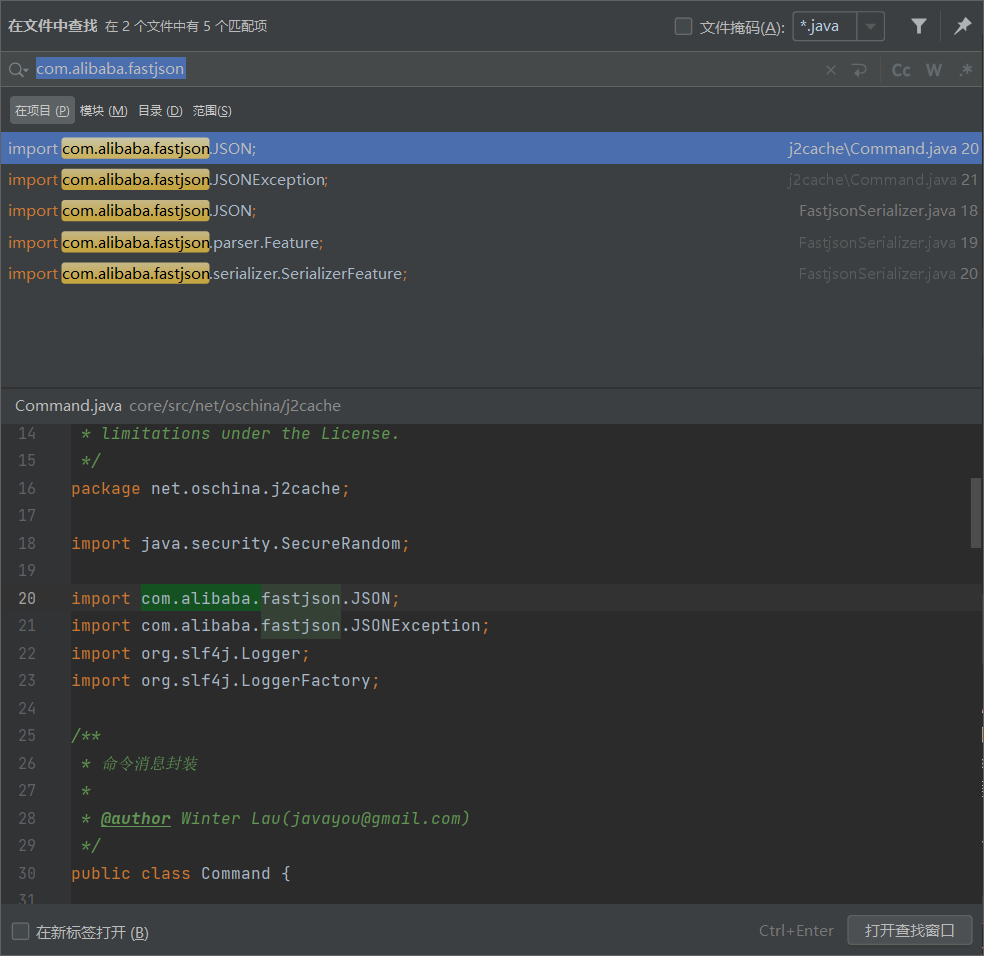 在文件中查找 在 2 个文件中有 5 个匹配项 文件掩码(A): *.java
com.alibaba.fastjson Cc W .*
在项目 (P) 模块 (M) 目录 (D) 范围(S)
import com.alibaba.fastjson.JSON; j2cache\Command.java 20
import com.alibaba.fastjson.JSONException; j2cache\Command.java 21
import com.alibaba.fastjson.JSON; FastjsonSerializer.java 18
import com.alibaba.fastjson.parser.Feature; FastjsonSerializer.java 19
import com.alibaba.fastjson.serializer.SerializerFeature; FastjsonSerializer.java 20
Command.java core/src/net/oschina/j2cache
14 * limitations under the License.
15 */
16 package net.oschina.j2cache;
17
18 import java.security.SecureRandom;
19
20 import com.alibaba.fastjson.JSON;
21 import com.alibaba.fastjson.JSONException;
22 import org.slf4j.Logger;
23 import org.slf4j.LoggerFactory;
24
25 /**
26 * 命令消息封装
27 *
28 * @author Winter Lau(javayou@gmail.com)
29 */
30 public class Command {
31
在新标签打开 (B) Ctrl+Enter 打开查找窗口